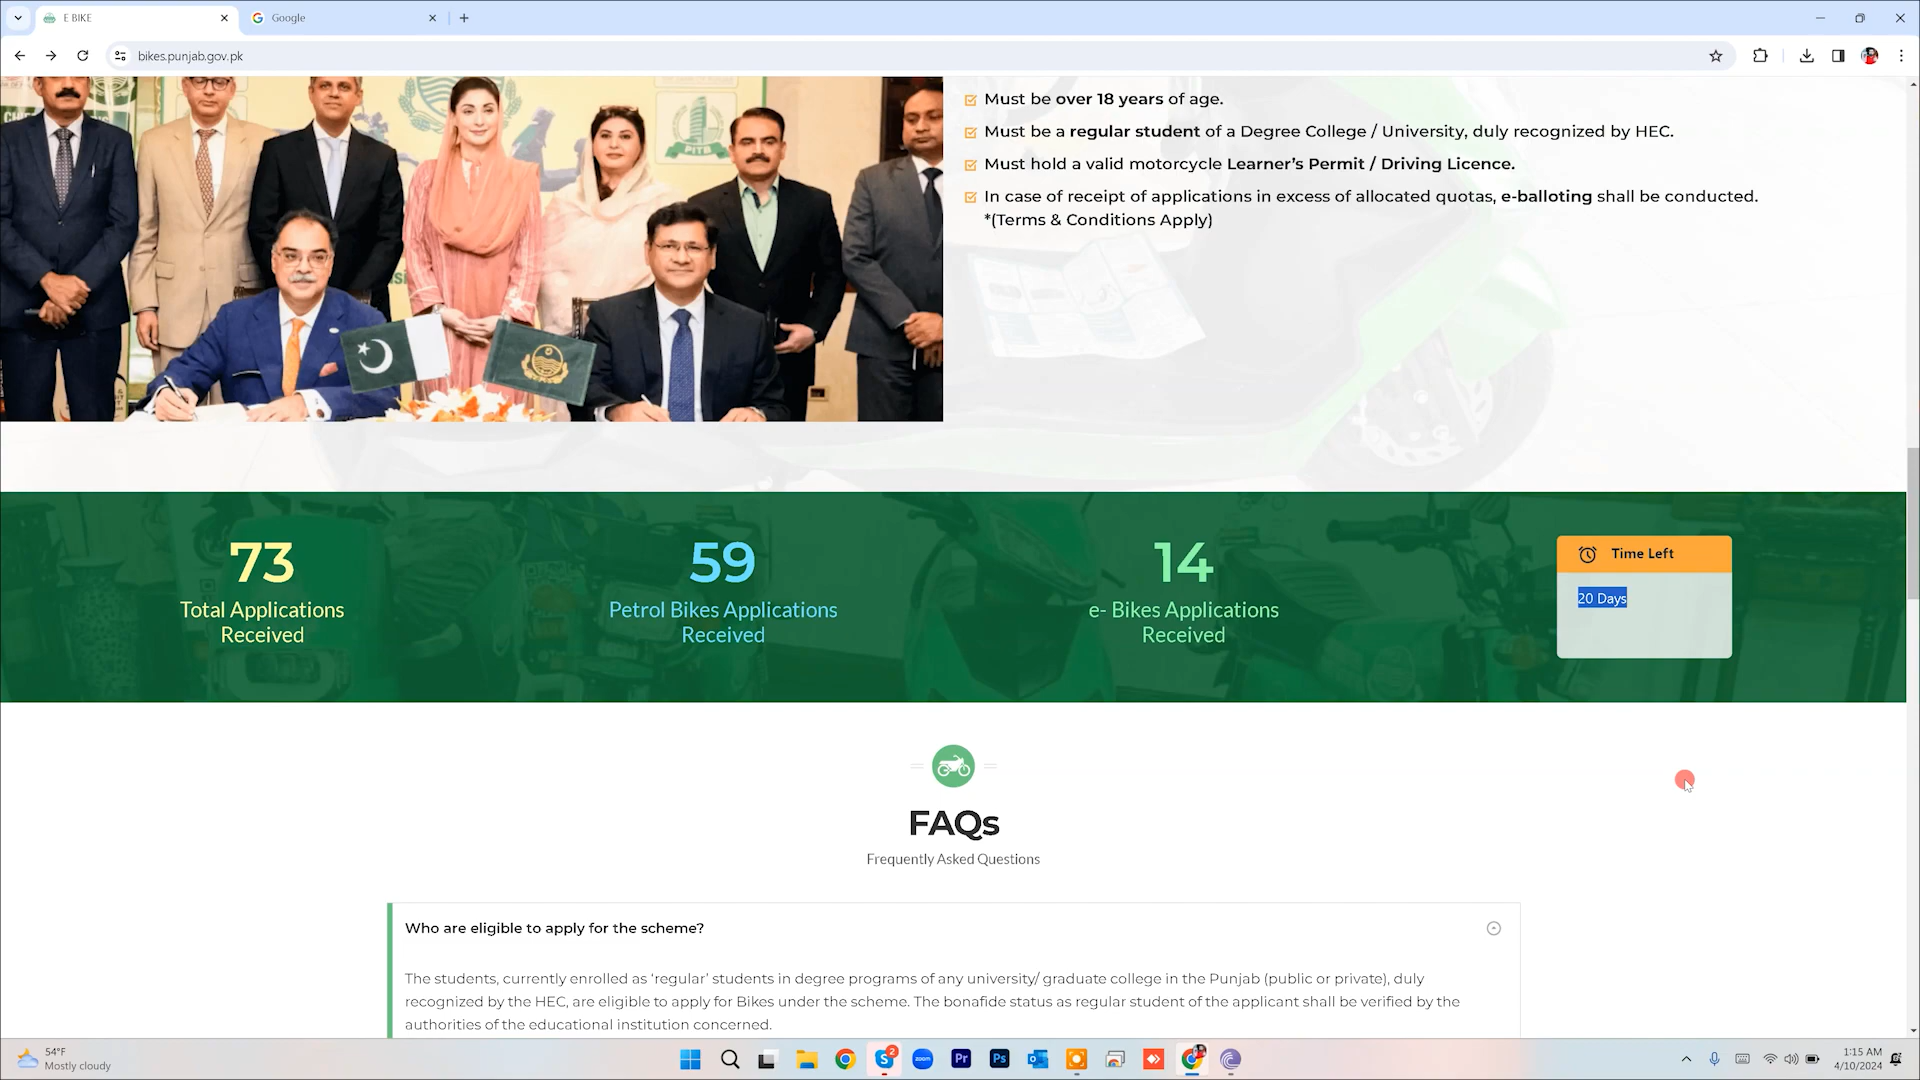 E BIKE
Google
bikes.punjab.gov.pk
PITB
Must be over 18 years of age.
Must be a regular student of a Degree College / University, duly recognized by HEC.
Must hold a valid motorcycle Learner’s Permit / Driving Licence.
In case of receipt of applications in excess of allocated quotas, e-balloting shall be conducted.
*(Terms & Conditions Apply)
73
Total Applications
Received
59
Petrol Bikes Applications
Received
14
e- Bikes Applications
Received
Time Left
20 Days
FAQs
Frequently Asked Questions
Who are eligible to apply for the scheme?
The students, currently enrolled as ‘regular’ students in degree programs of any university/ graduate college in the Punjab (public or private), duly
recognized by the HEC, are eligible to apply for Bikes under the scheme. The bonafide status as regular student of the applicant shall be verified by the
authorities of the educational institution concerned.
54°F
Mostly cloudy
S
2
zoom
Pr
Ps
1:15 AM
4/10/2024